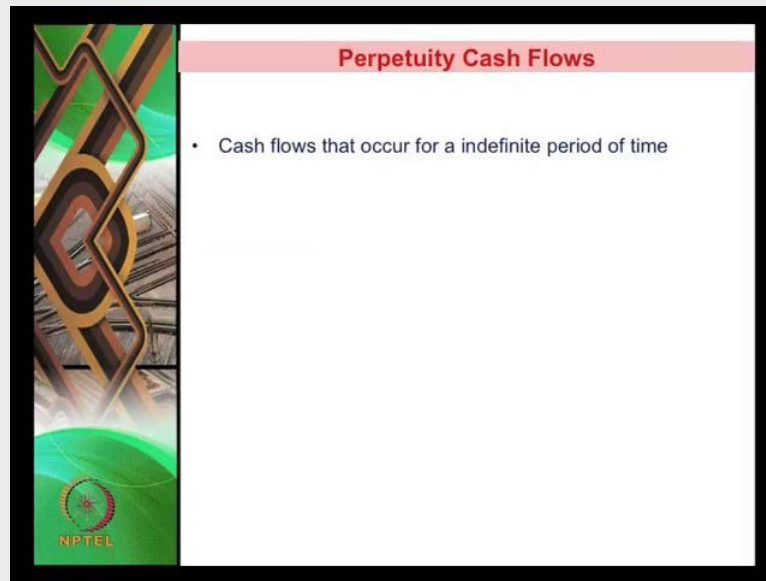 Perpetuity Cash Flows
• Cash flows that occur for a indefinite period of time
NPTEL